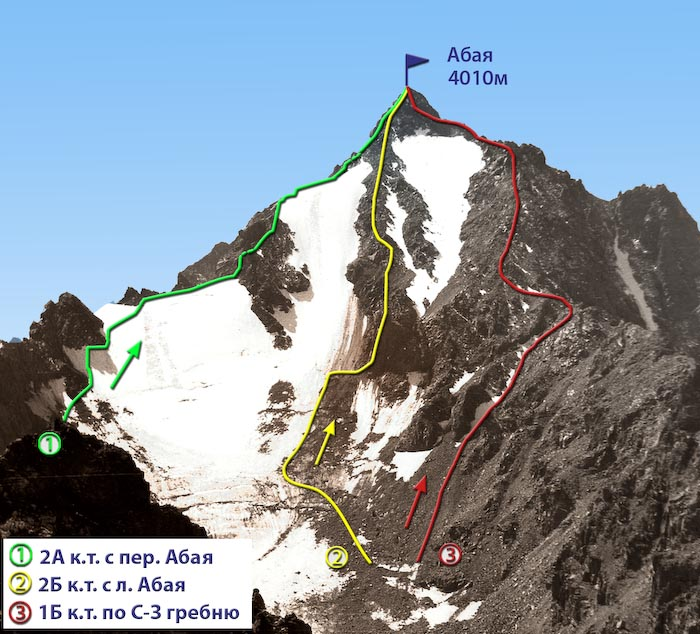 Абая
4010м
1
2
3
1 2А к.т. с пер. Абая
2 2Б к.т. с л. Абая
3 1Б к.т. по С-З гребню